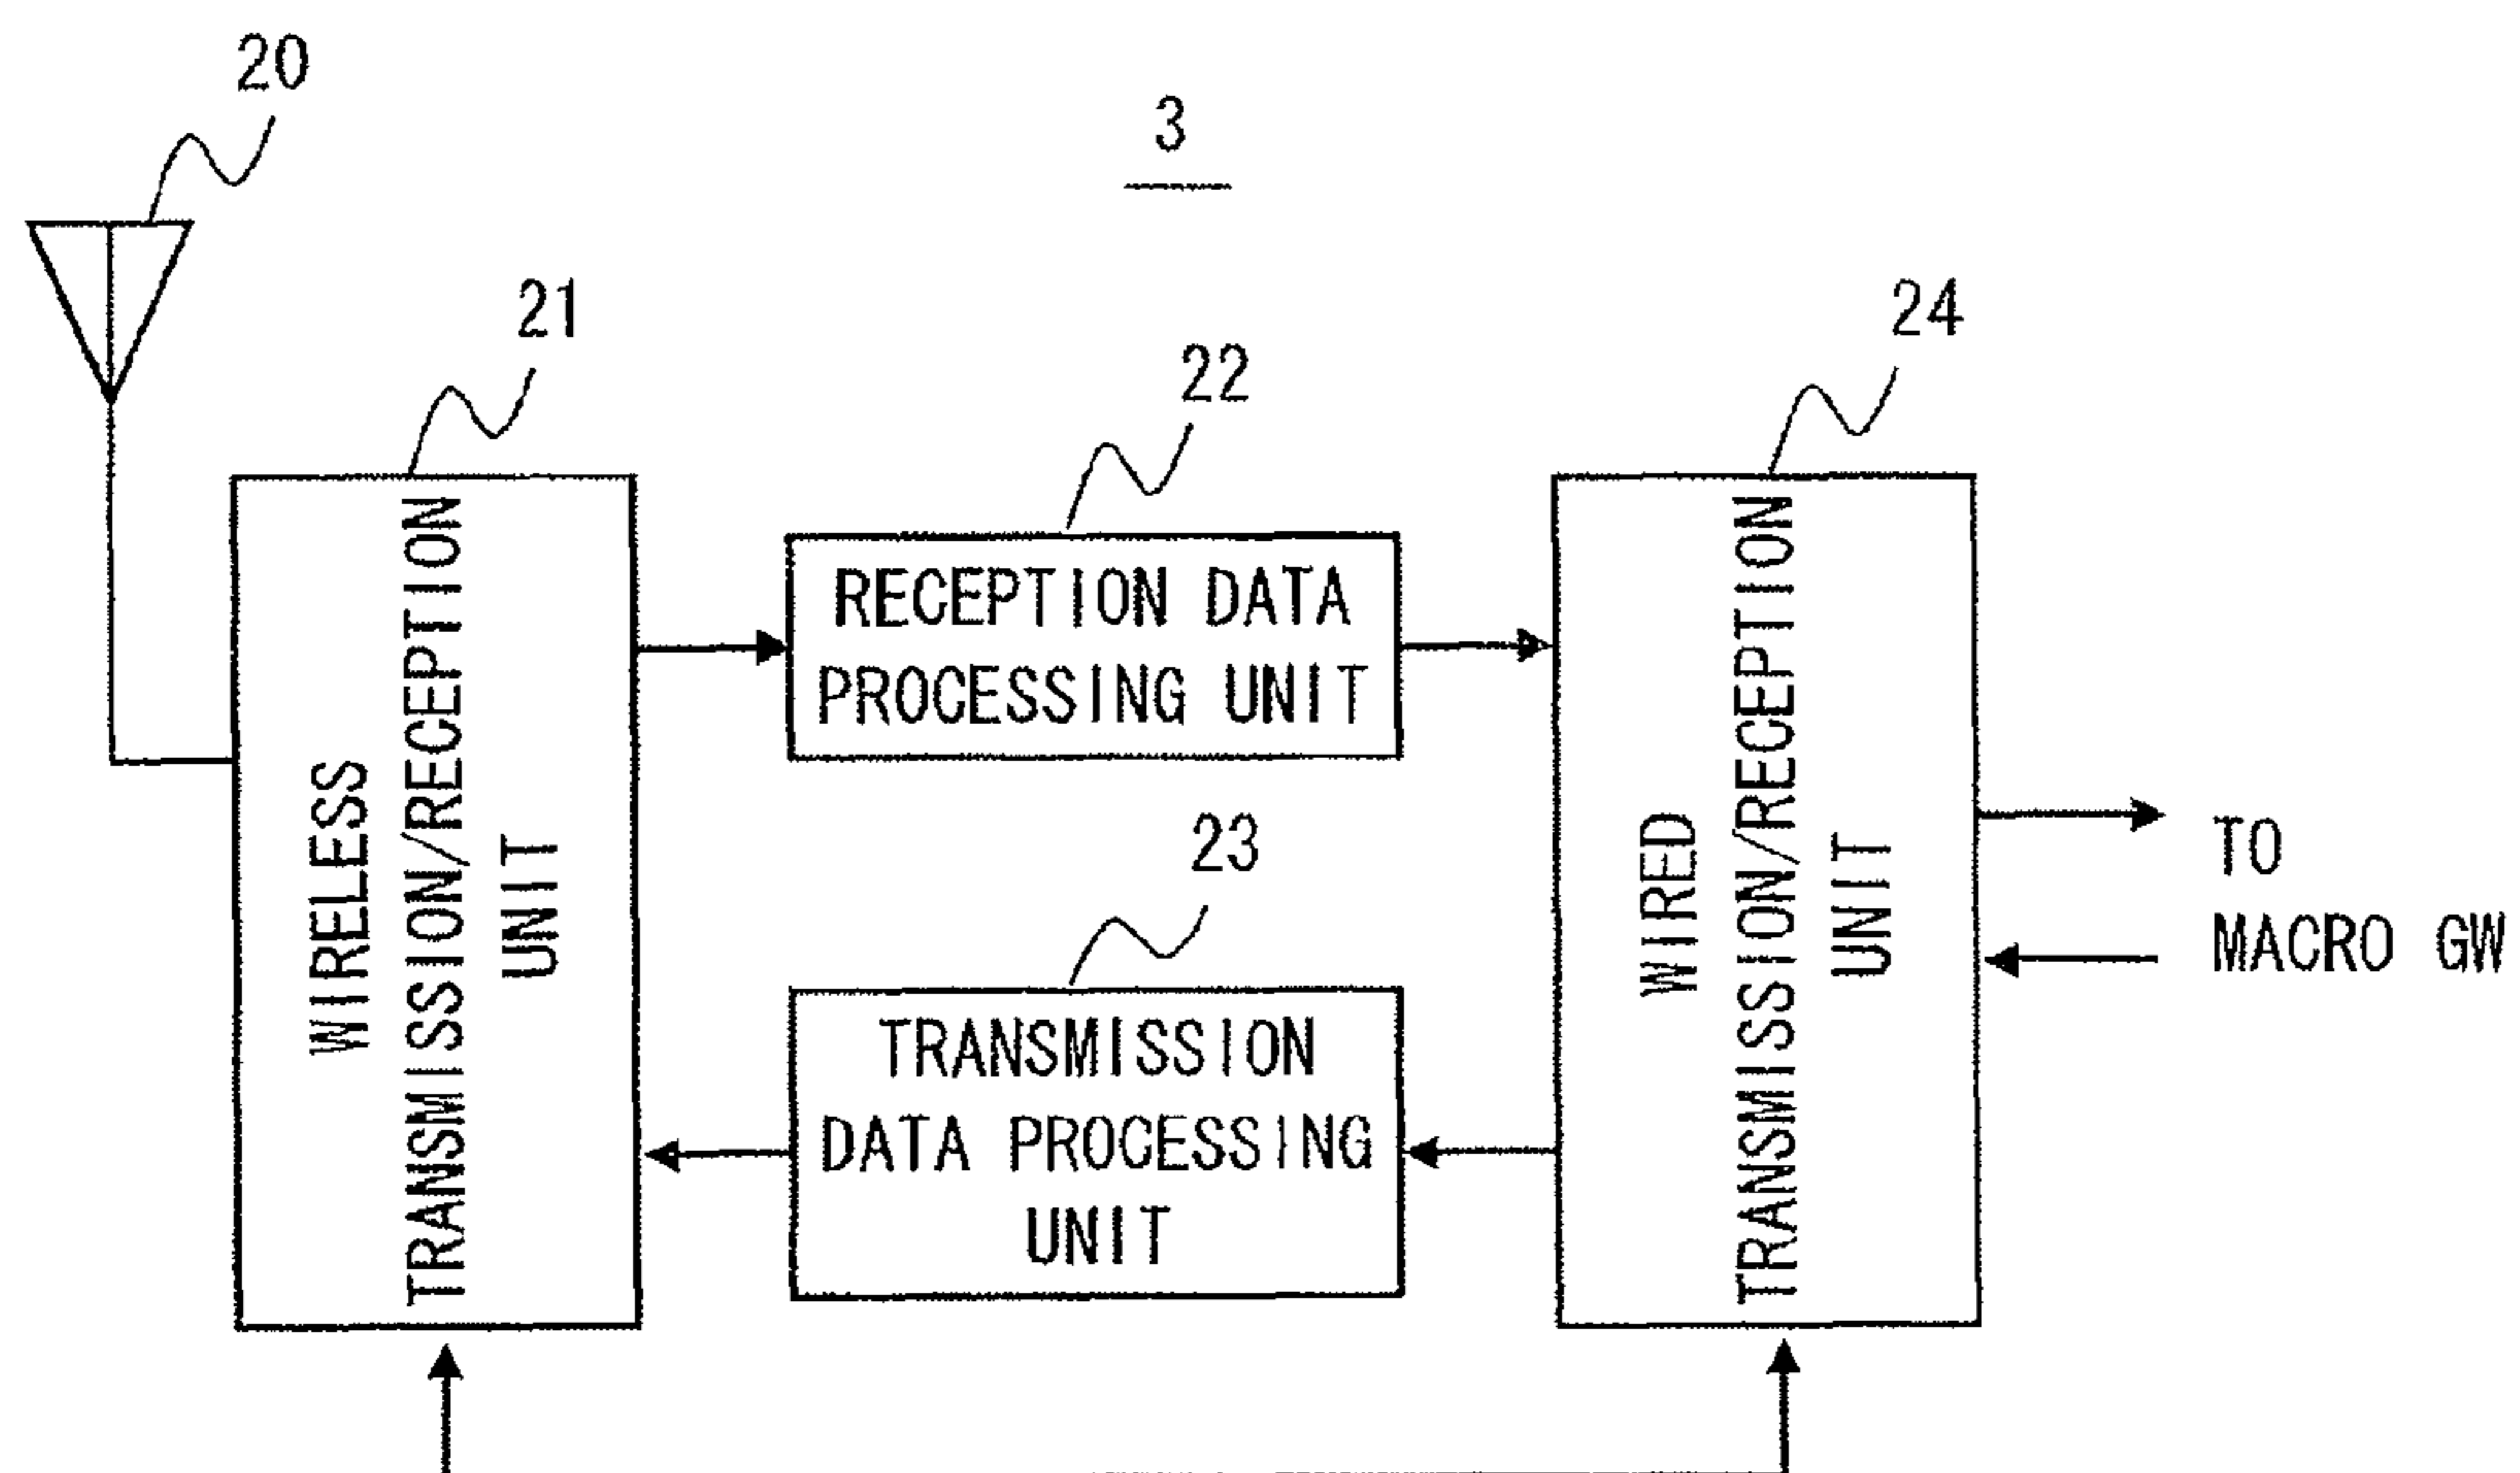 20
3
21
24
22
WIRELESS
TRANSMISSION/RECEPTION
UNIT
RECEPTION DATA
PROCESSING UNIT
WIRED
TRANSMISSION/RECEPTION
UNIT
TO
MACRO GW
23
TRANSMISSION
DATA PROCESSING
UNIT